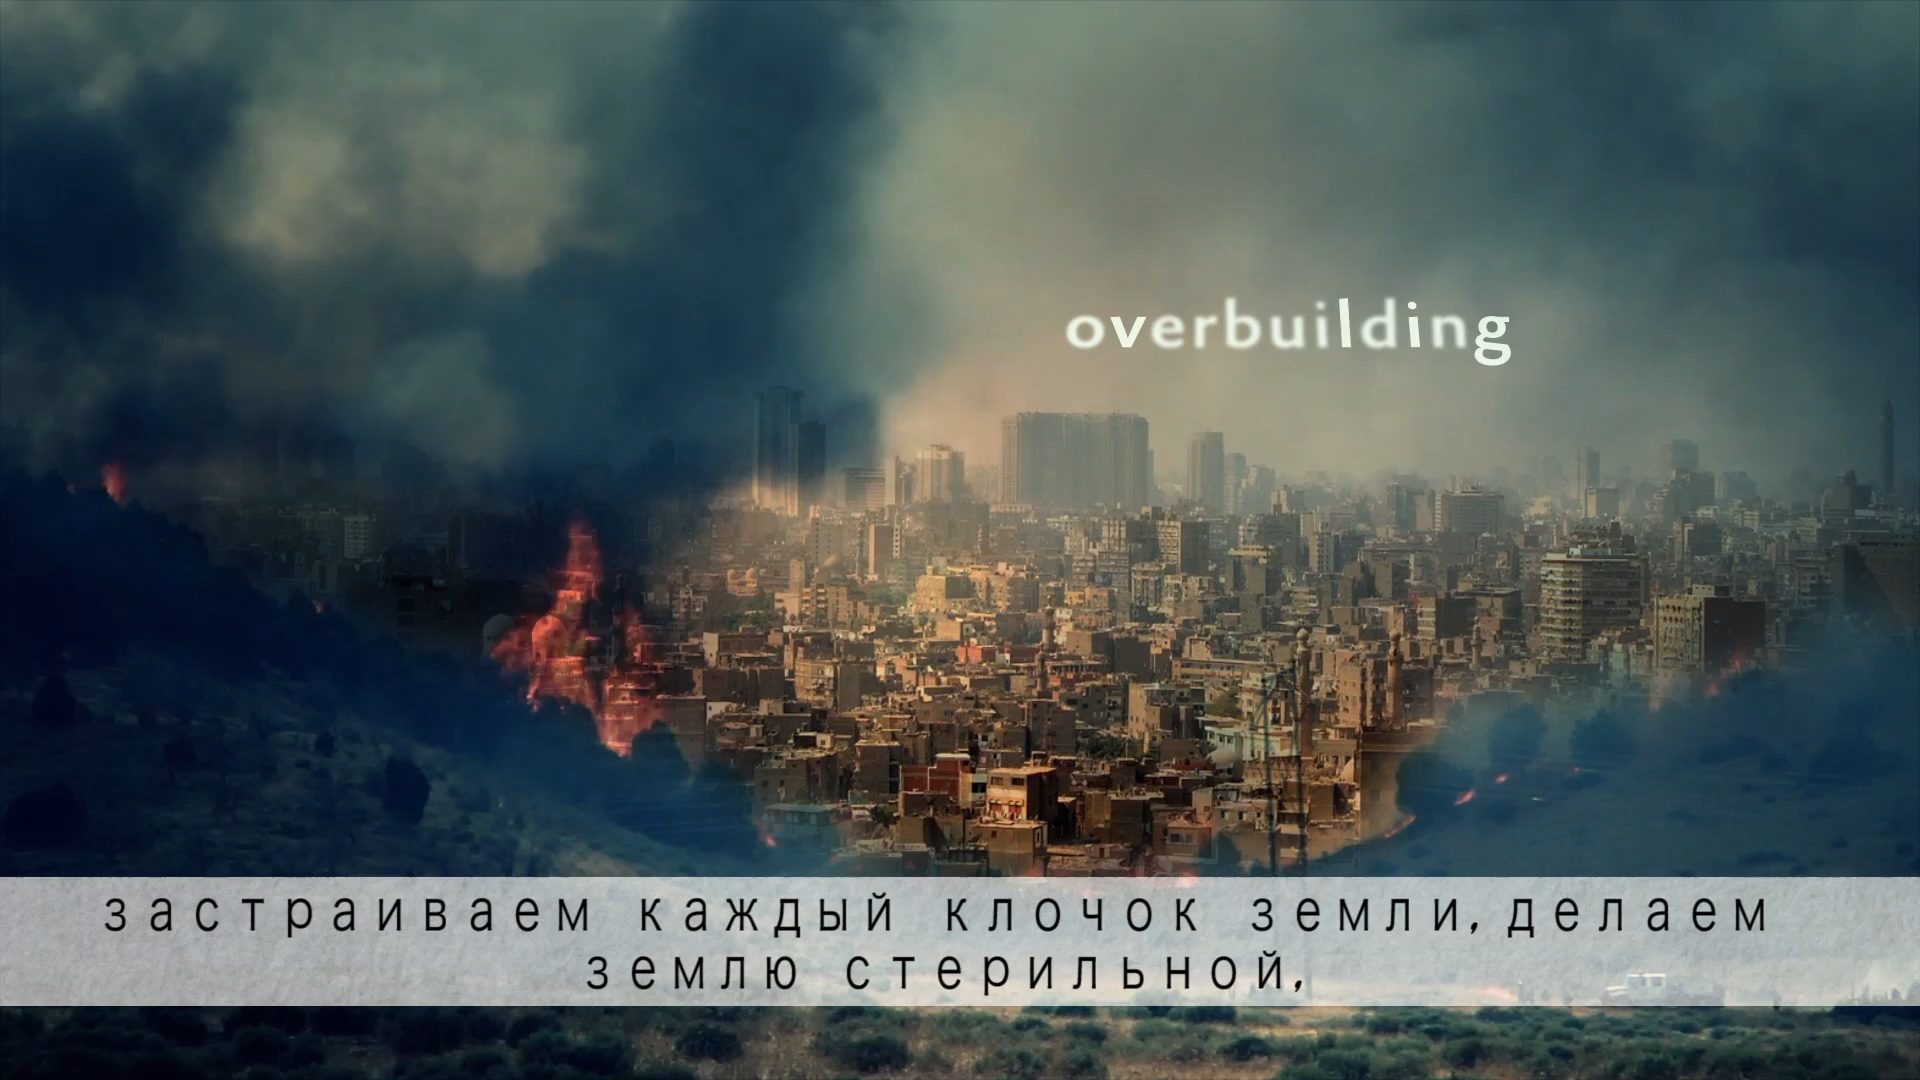 overbuilding
застраиваем каждый клочок земли, делаем
землю стерильной,